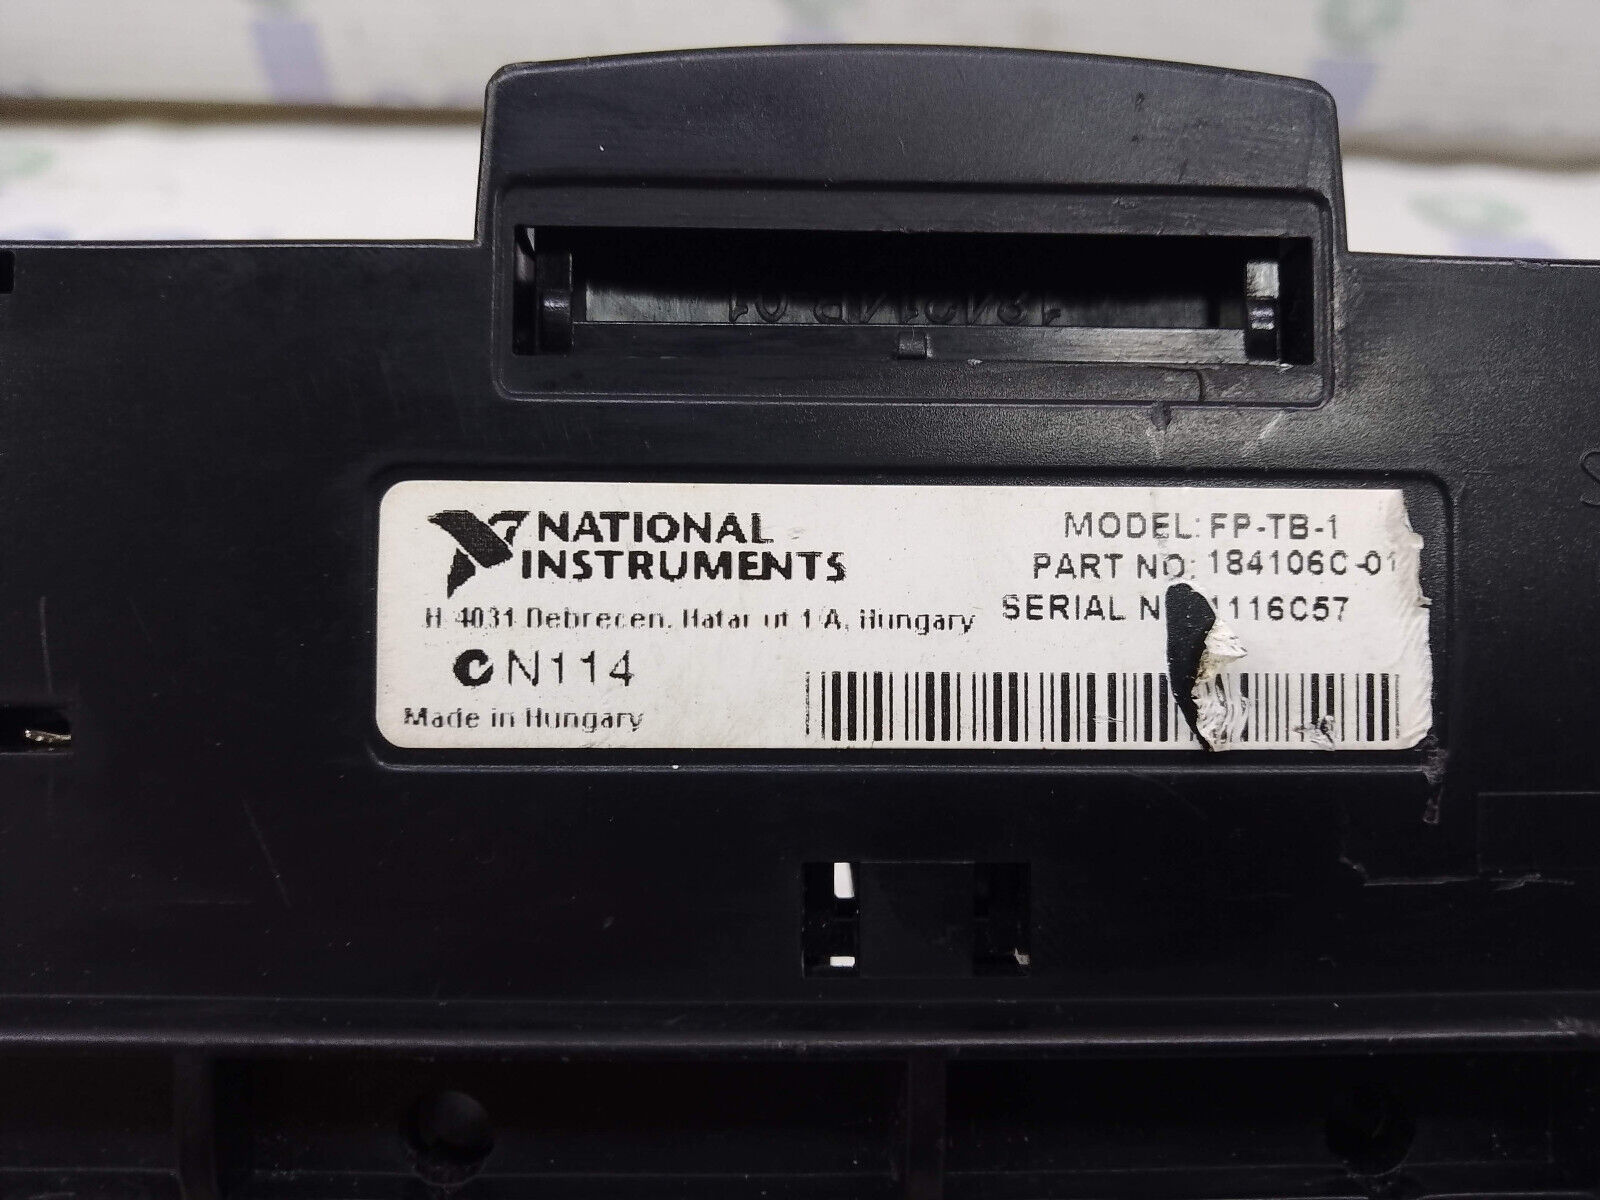 NATIONAL
INSTRUMENTS
H-4031 Debrecen, Hatar ut 1/A, Hungary
N114
Made in Hungary
MODEL: FP-TB-1
PART NO: 184106C-01
SERIAL N 1116C57